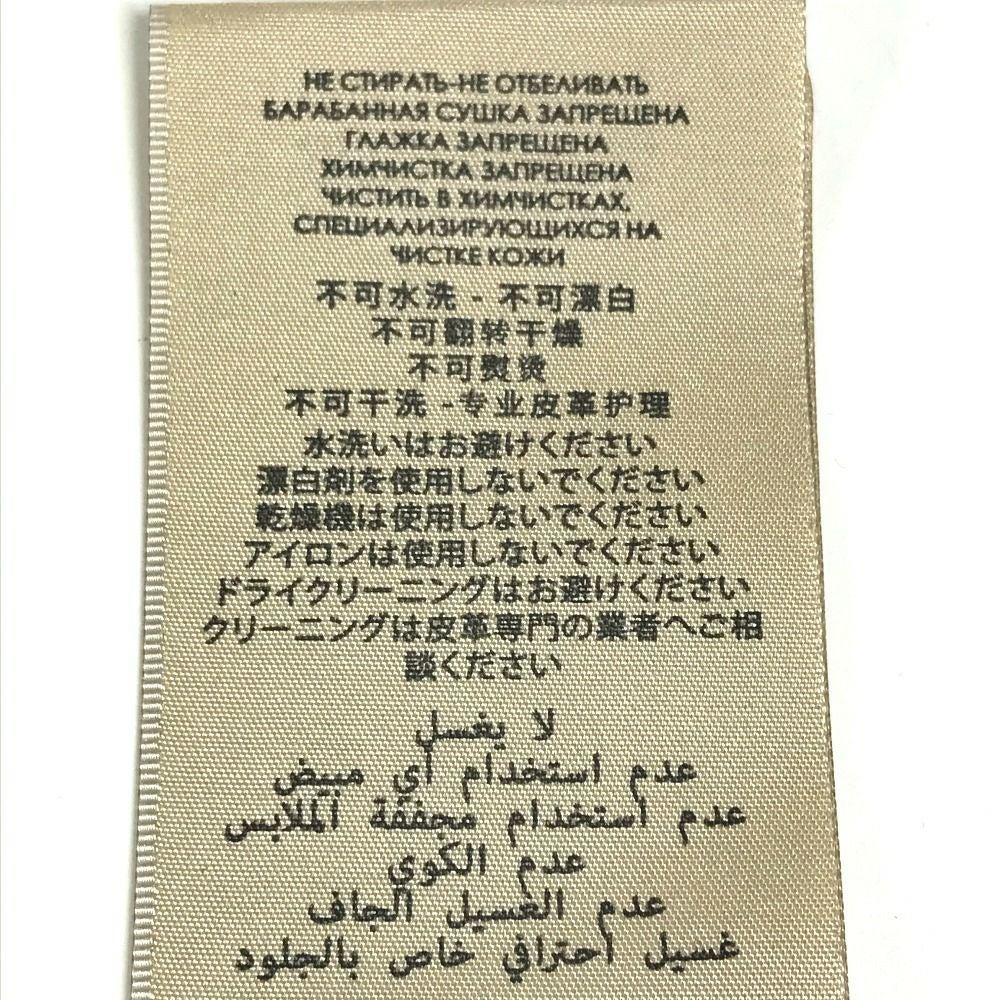 НЕ СТИРАТЬ-НЕ ОТБЕЛИВАТЬ
БАРАБАННАЯ СУШКА ЗАПРЕЩЕНА
ГЛАЖКА ЗАПРЕЩЕНА
ХИМЧИСТКА ЗАПРЕЩЕНА
ЧИСТИТЬ В ХИМЧИСТКАХ,
СПЕЦИАЛИЗИРУЮЩИХСЯ НА
ЧИСТКЕ КОЖИ
不可水洗 - 不可漂白
不可翻转干燥
不可熨烫
不可干洗 -专业皮革护理
水洗いはお避けください
漂白剤を使用しないでください
乾燥機は使用しないでください
アイロンは使用しないでください
ドライクリーニングはお避けください
クリーニングは皮革専門の業者へご相
談ください
لا يغسل
عدم استخدام أي مبيض
عدم استخدام مجففة الملابس
عدم الكوي
عدم الغسيل الجاف
غسيل احترافي خاص بالجلود